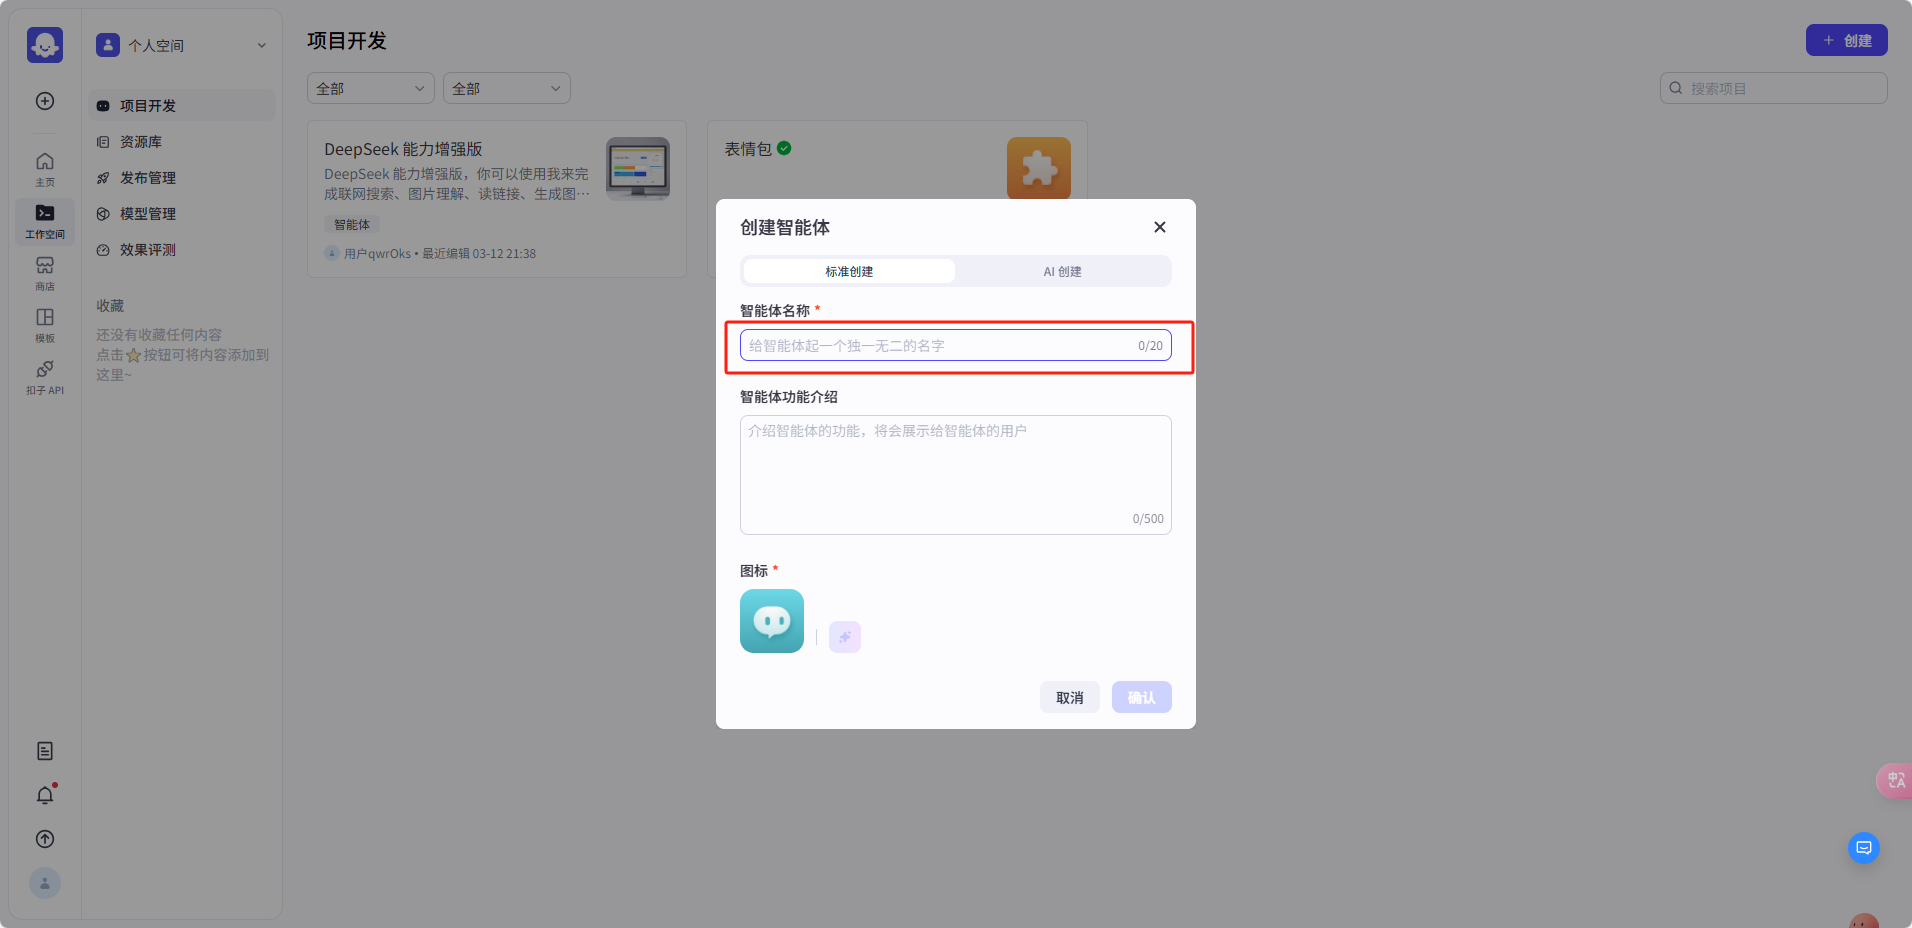 个人空间
项目开发
资源库
发布管理
模型管理
效果评测
收藏
还没有收藏任何内容
点击⭐按钮可将内容添加到
这里~
主页
工作空间
商店
模板
扣子 API
项目开发
创建
全部
全部
搜索项目
DeepSeek 能力增强版
DeepSeek 能力增强版，你可以使用我来完
成联网搜索、图片理解、读链接、生成图···
智能体
用户qwrOks • 最近编辑 03-12 21:38
表情包
创建智能体
标准创建
AI 创建
智能体名称 *
给智能体起一个独一无二的名字
0/20
智能体功能介绍
介绍智能体的功能，将会展示给智能体的用户
0/500
图标 *
取消
确认
中A